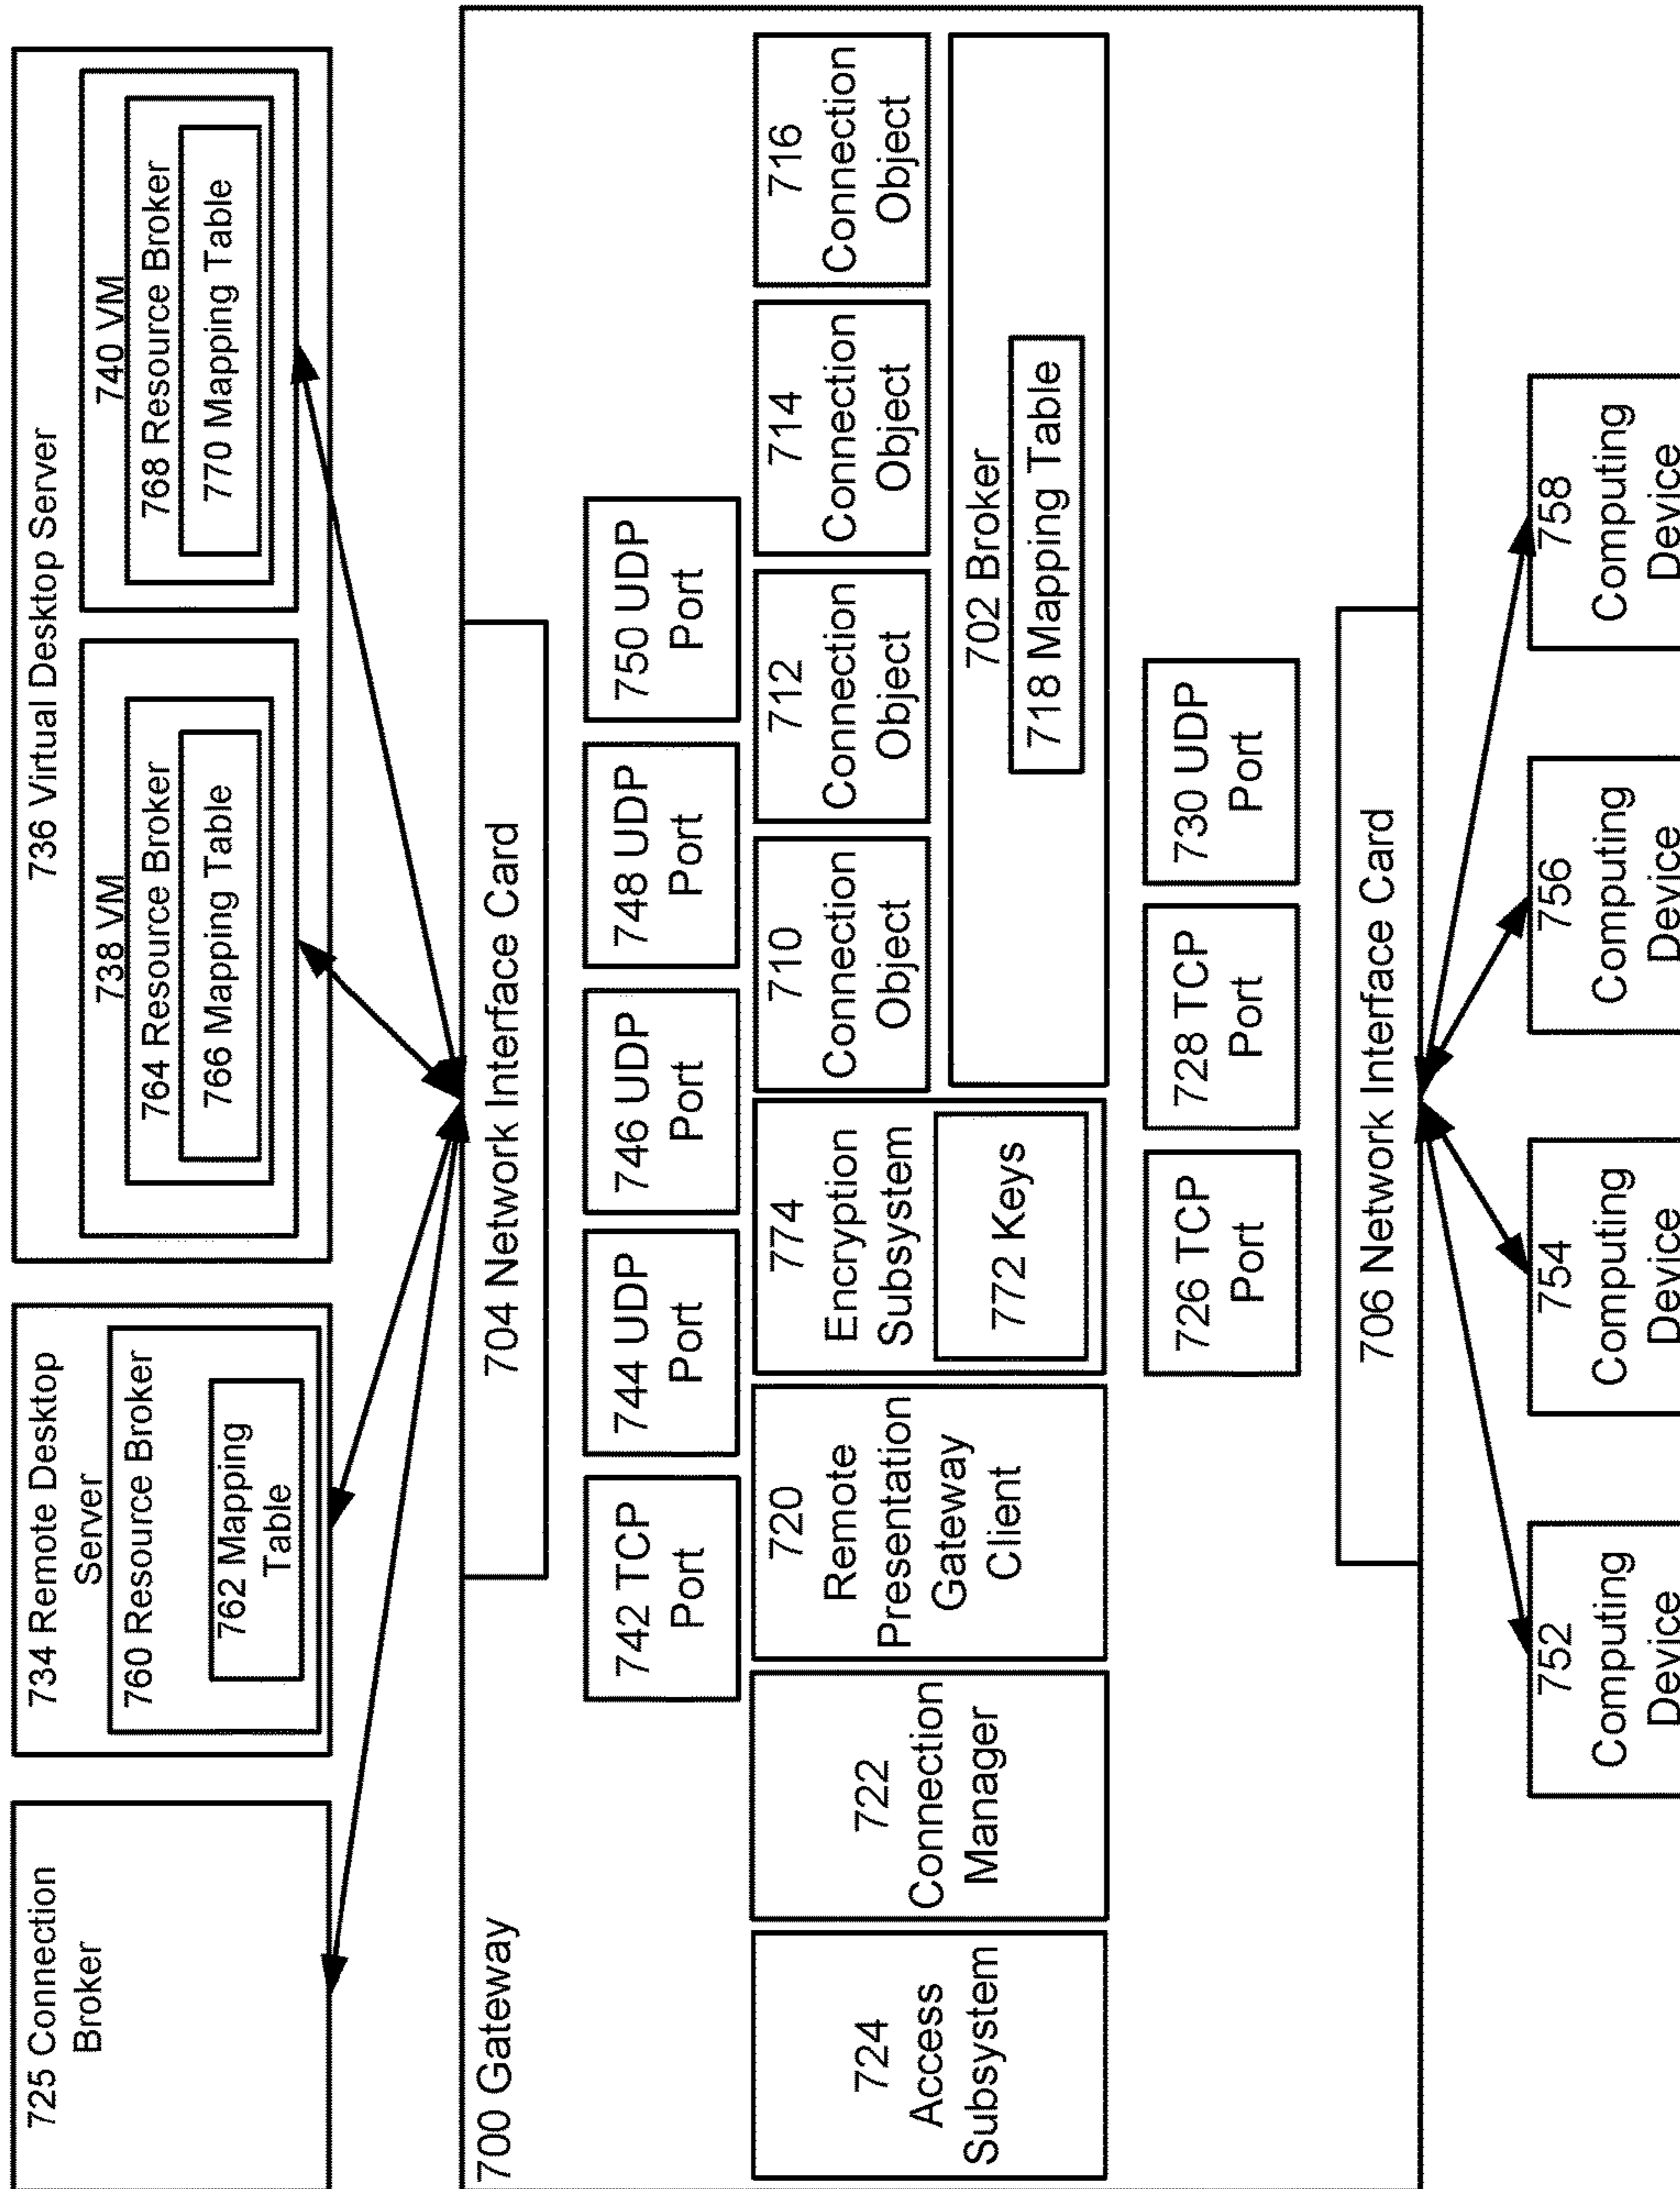 725 Connection
Broker
734 Remote Desktop
Server
760 Resource Broker
762 Mapping
Table
736 Virtual Desktop Server
738 VM
764 Resource Broker
766 Mapping Table
740 VM
768 Resource Broker
770 Mapping Table
700 Gateway
704 Network Interface Card
742 TCP
Port
744 UDP
Port
746 UDP
Port
748 UDP
Port
750 UDP
Port
724
Access
Subsystem
722
Connection
Manager
720
Remote
Presentation
Gateway
Client
774
Encryption
Subsystem
772 Keys
710
Connection
Object
712
Connection
Object
714
Connection
Object
716
Connection
Object
702 Broker
718 Mapping Table
726 TCP
Port
728 TCP
Port
730 UDP
Port
706 Network Interface Card
752
Computing
Device
754
Computing
Device
756
Computing
Device
758
Computing
Device